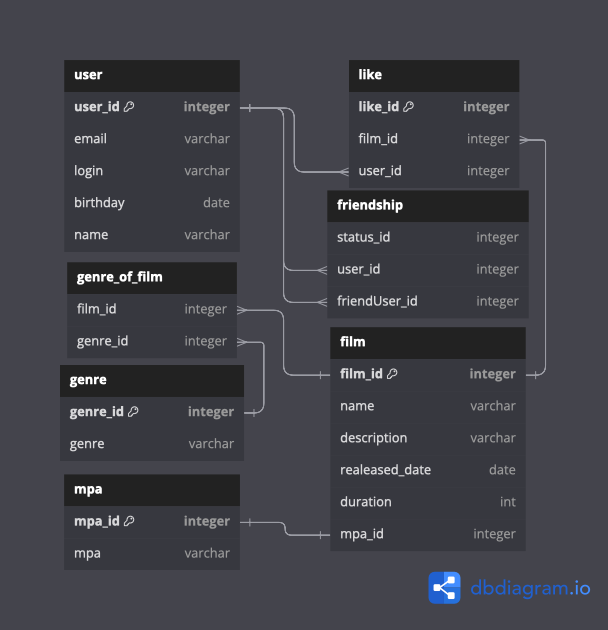 user
user_id integer
email varchar
login varchar
birthday date
name varchar
like
like_id integer
film_id integer
user_id integer
friendship
status_id integer
user_id integer
friendUser_id integer
genre_of_film
film_id integer
genre_id integer
film
film_id integer
name varchar
description varchar
realeased_date date
duration int
mpa_id integer
genre
genre_id integer
genre varchar
mpa
mpa_id integer
mpa varchar
dbdiagram.io